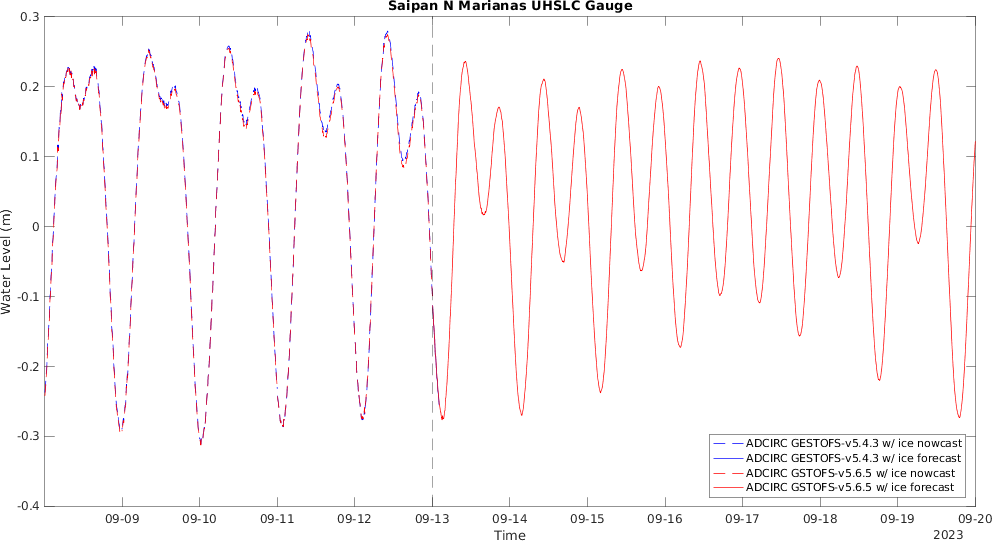 Saipan N Marianas UHSLC Gauge
0.3
0.2
0.1
0
-0.1
-0.2
-0.3
-0.4
Water Level (m)
ADCIRC GESTOFS-v5.4.3 w/ ice nowcast
ADCIRC GESTOFS-v5.4.3 w/ ice forecast
ADCIRC GSTOFS-v5.6.5 w/ ice nowcast
ADCIRC GSTOFS-v5.6.5 w/ ice forecast
09-09 09-10 09-11 09-12 09-13 09-14 09-15 09-16 09-17 09-18 09-19 09-20
Time
2023